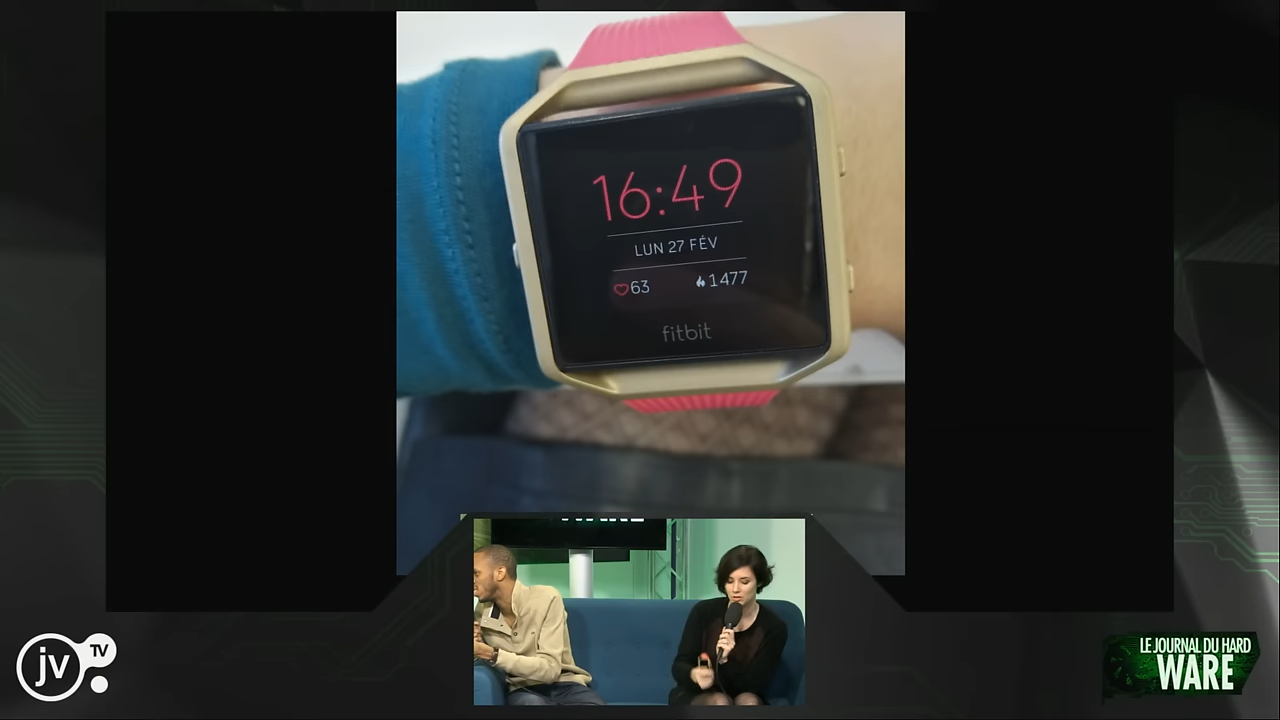 16:49
LUN 27 FÉV
63 1477
fitbit
jv TV
LE JOURNAL DU HARD
WARE